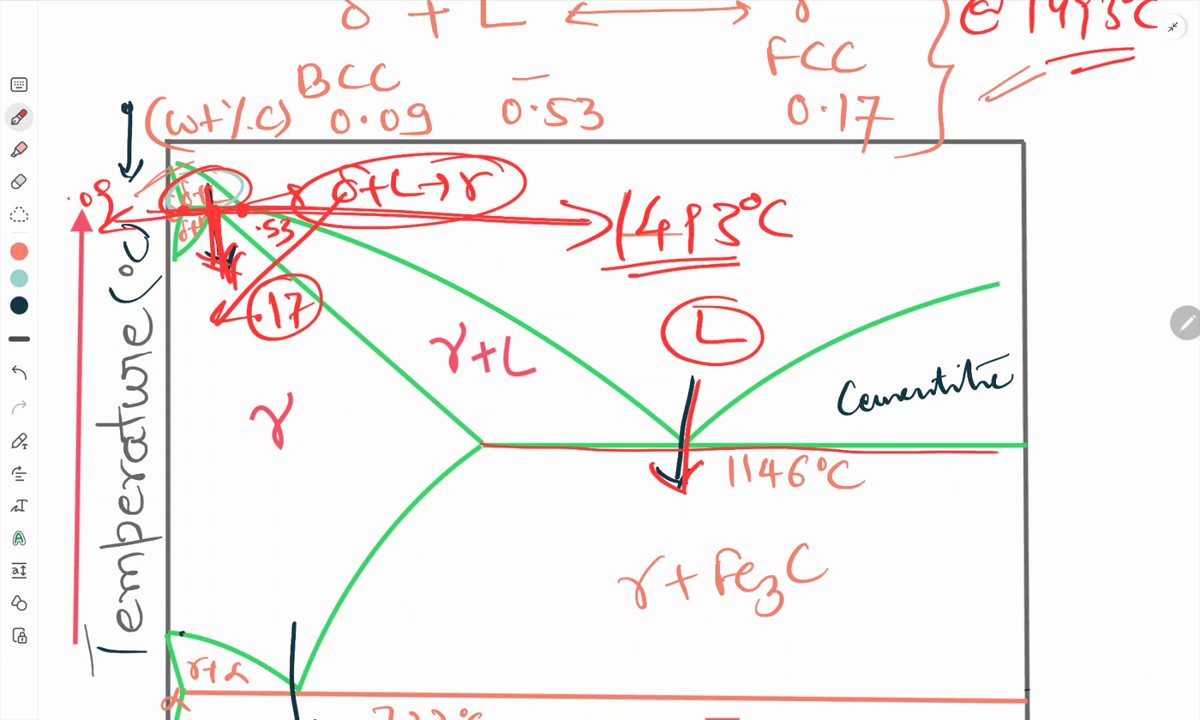 δ + L ⟷ γ @ 1493°C
BCC FCC
(wt%.C) 0.09 0.53 0.17
.09 δ+L→γ
.53 1493°C
.17
L
γ+L
Cementite
γ
1146°C
γ+Fe3C
γ+α
α
Temperature (°C)